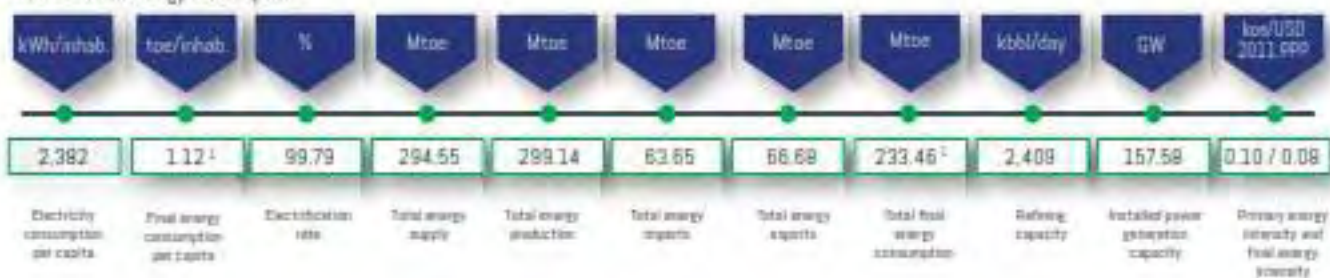 kWh/inhab.
toe/inhab.
%
Mtoe
Mtoe
Mtoe
Mtoe
Mtoe
kbbl/day
GW
koe/USD
2011 PPP
2,382
1.12¹
99.79
294.55
299.14
63.65
66.69
233.46¹
2,409
157.58
0.10 / 0.08
Electricity
consumption
per capita
Final energy
consumption
per capita
Electrification
rate
Total energy
supply
Total energy
production
Total energy
imports
Total energy
exports
Total final
energy
consumption
Refining
capacity
Installed power
generation
capacity
Primary energy
intensity and
final energy
intensity